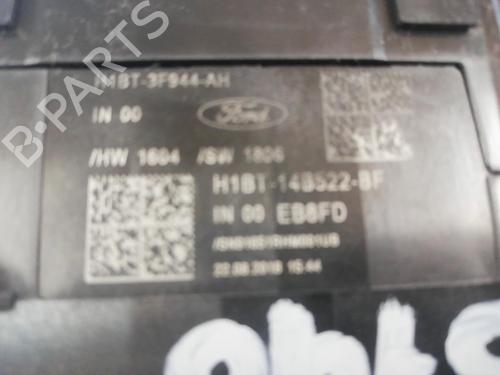 B-PARTS
H1BT-3F944-AH
IN 00
Ford
/HW 1604 /SW 1806
H1BT-14B522-BF
IN 00 EB8FD
22.08.2018 15:44